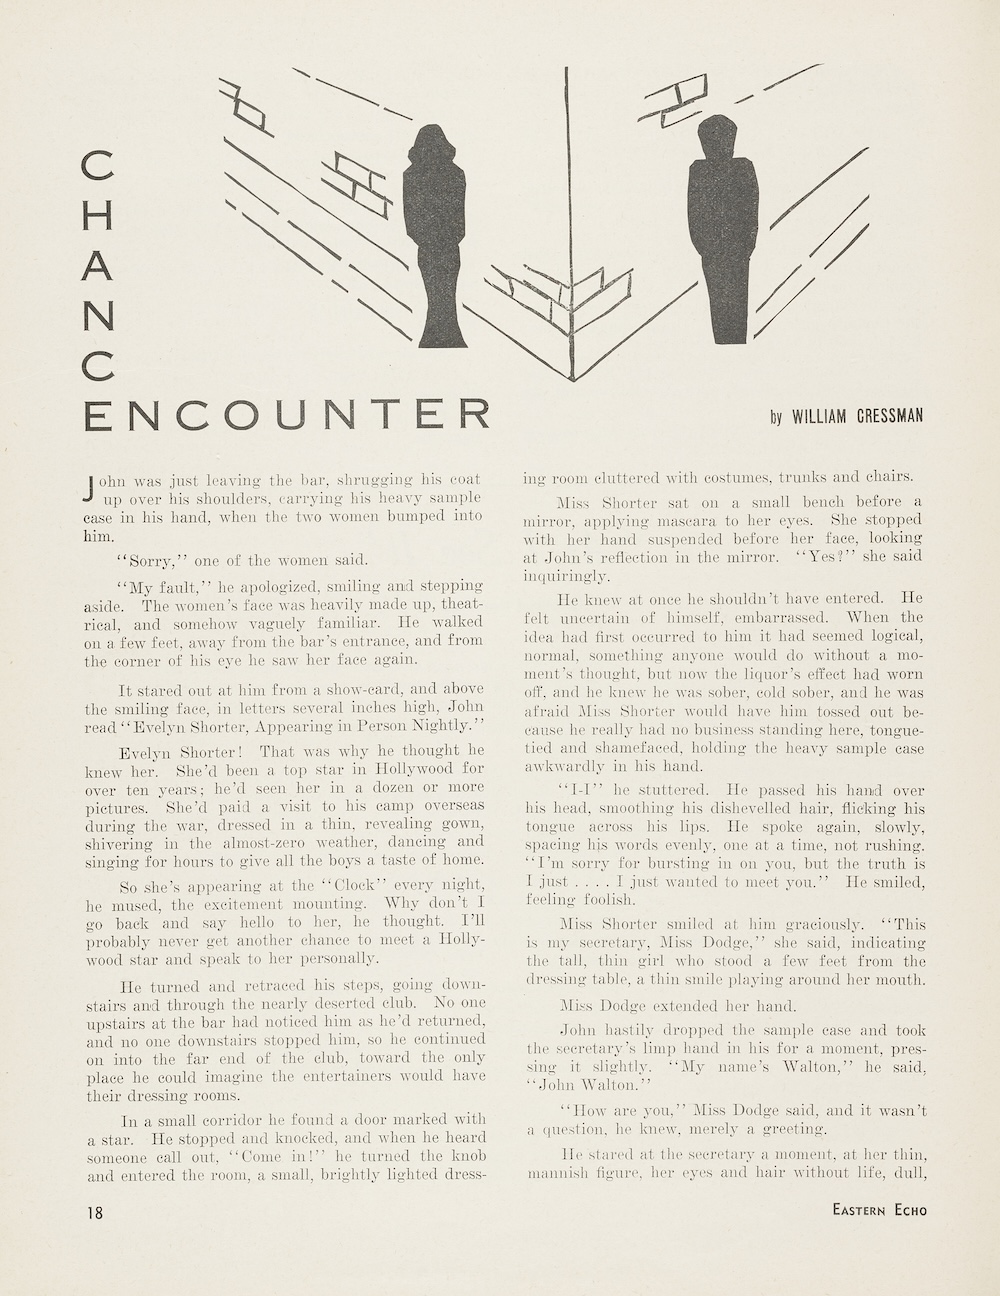 CHANC
ENCOUNTER
by WILLIAM CRESSMAN
John was just leaving the bar, shrugging his coat
up over his shoulders, carrying his heavy sample
case in his hand, when the two women bumped into
him.
"Sorry," one of the women said.
"My fault," he apologized, smiling and stepping
aside. The women's face was heavily made up, theat-
rical, and somehow vaguely familiar. He walked
on a few feet, away from the bar's entrance, and from
the corner of his eye he saw her face again.
It stared out at him from a show-card, and above
the smiling face, in letters several inches high, John
read "Evelyn Shorter, Appearing in Person Nightly."
Evelyn Shorter! That was why he thought he
knew her. She'd been a top star in Hollywood for
over ten years; he'd seen her in a dozen or more
pictures. She'd paid a visit to his camp overseas
during the war, dressed in a thin, revealing gown,
shivering in the almost-zero weather, dancing and
singing for hours to give all the boys a taste of home.
So she's appearing at the "Clock" every night,
he mused, the excitement mounting. Why don't I
go back and say hello to her, he thought. I'll
probably never get another chance to meet a Holly-
wood star and speak to her personally.
He turned and retraced his steps, going down-
stairs and through the nearly deserted club. No one
upstairs at the bar had noticed him as he'd returned,
and no one downstairs stopped him, so he continued
on into the far end of the club, toward the only
place he could imagine the entertainers would have
their dressing rooms.
In a small corridor he found a door marked with
a star. He stopped and knocked, and when he heard
someone call out, "Come in!" he turned the knob
and entered the room, a small, brightly lighted dress-
ing room cluttered with costumes, trunks and chairs.
Miss Shorter sat on a small bench before a
mirror, applying mascara to her eyes. She stopped
with her hand suspended before her face, looking
at John's reflection in the mirror. "Yes?" she said
inquiringly.
He knew at once he shouldn't have entered. He
felt uncertain of himself, embarrassed. When the
idea had first occurred to him it had seemed logical,
normal, something anyone would do without a mo-
ment's thought, but now the liquor's effect had worn
off, and he knew he was sober, cold sober, and he was
afraid Miss Shorter would have him tossed out be-
cause he really had no business standing here, tongue-
tied and shamefaced, holding the heavy sample case
awkwardly in his hand.
"I-I" he stuttered. He passed his hand over
his head, smoothing his dishevelled hair, flicking his
tongue across his lips. He spoke again, slowly,
spacing his words evenly, one at a time, not rushing.
"I'm sorry for bursting in on you, but the truth is
I just . . . . I just wanted to meet you." He smiled,
feeling foolish.
Miss Shorter smiled at him graciously. "This
is my secretary, Miss Dodge," she said, indicating
the tall, thin girl who stood a few feet from the
dressing table, a thin smile playing around her mouth.
Miss Dodge extended her hand.
John hastily dropped the sample case and took
the secretary's limp hand in his for a moment, pres-
sing it slightly. "My name's Walton," he said,
"John Walton."
"How are you," Miss Dodge said, and it wasn't
a question, he knew, merely a greeting.
He stared at the secretary a moment, at her thin,
mannish figure, her eyes and hair without life, dull,
18
EASTERN ECHO